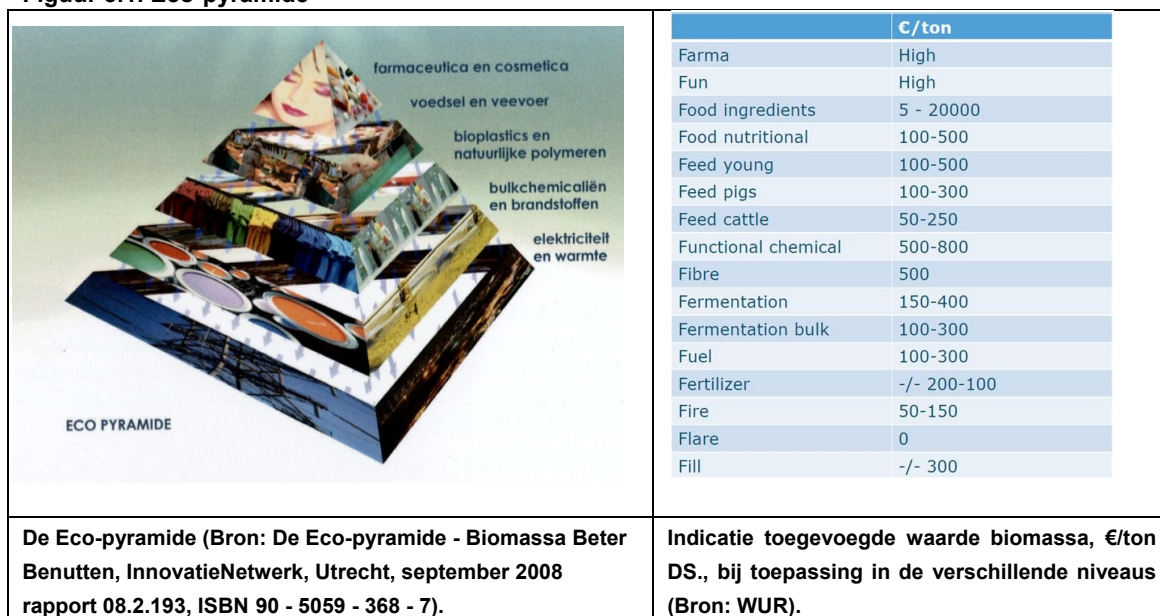 farmaceutica en cosmetica
voedsel en veevoer
bioplastics en
natuurlijke polymeren
bulkchemicaliën
en brandstoffen
elektriciteit
en warmte
ECO PYRAMIDE
€/ton
Farma High
Fun High
Food ingredients 5 - 20000
Food nutritional 100-500
Feed young 100-500
Feed pigs 100-300
Feed cattle 50-250
Functional chemical 500-800
Fibre 500
Fermentation 150-400
Fermentation bulk 100-300
Fuel 100-300
Fertilizer -/- 200-100
Fire 50-150
Flare 0
Fill -/- 300
De Eco-pyramide (Bron: De Eco-pyramide - Biomassa Beter
Benutten, InnovatieNetwerk, Utrecht, september 2008
rapport 08.2.193, ISBN 90 - 5059 - 368 - 7).
Indicatie toegevoegde waarde biomassa, €/ton
DS., bij toepassing in de verschillende niveaus
(Bron: WUR).